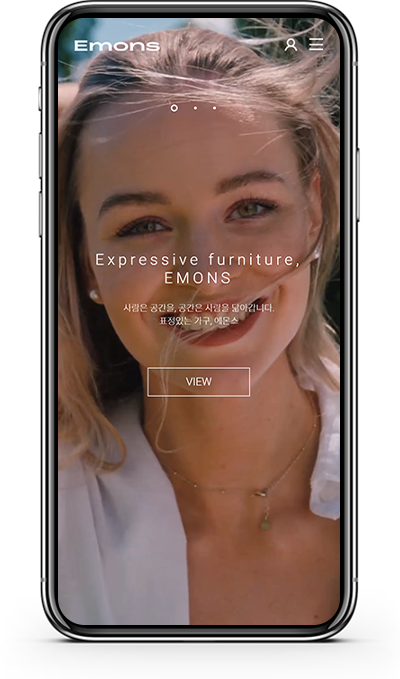 Emons
Expressive furniture,
EMONS
사람은 공간을, 공간은 사람을 닮아갑니다.
표정있는 가구, 에몬스
VIEW